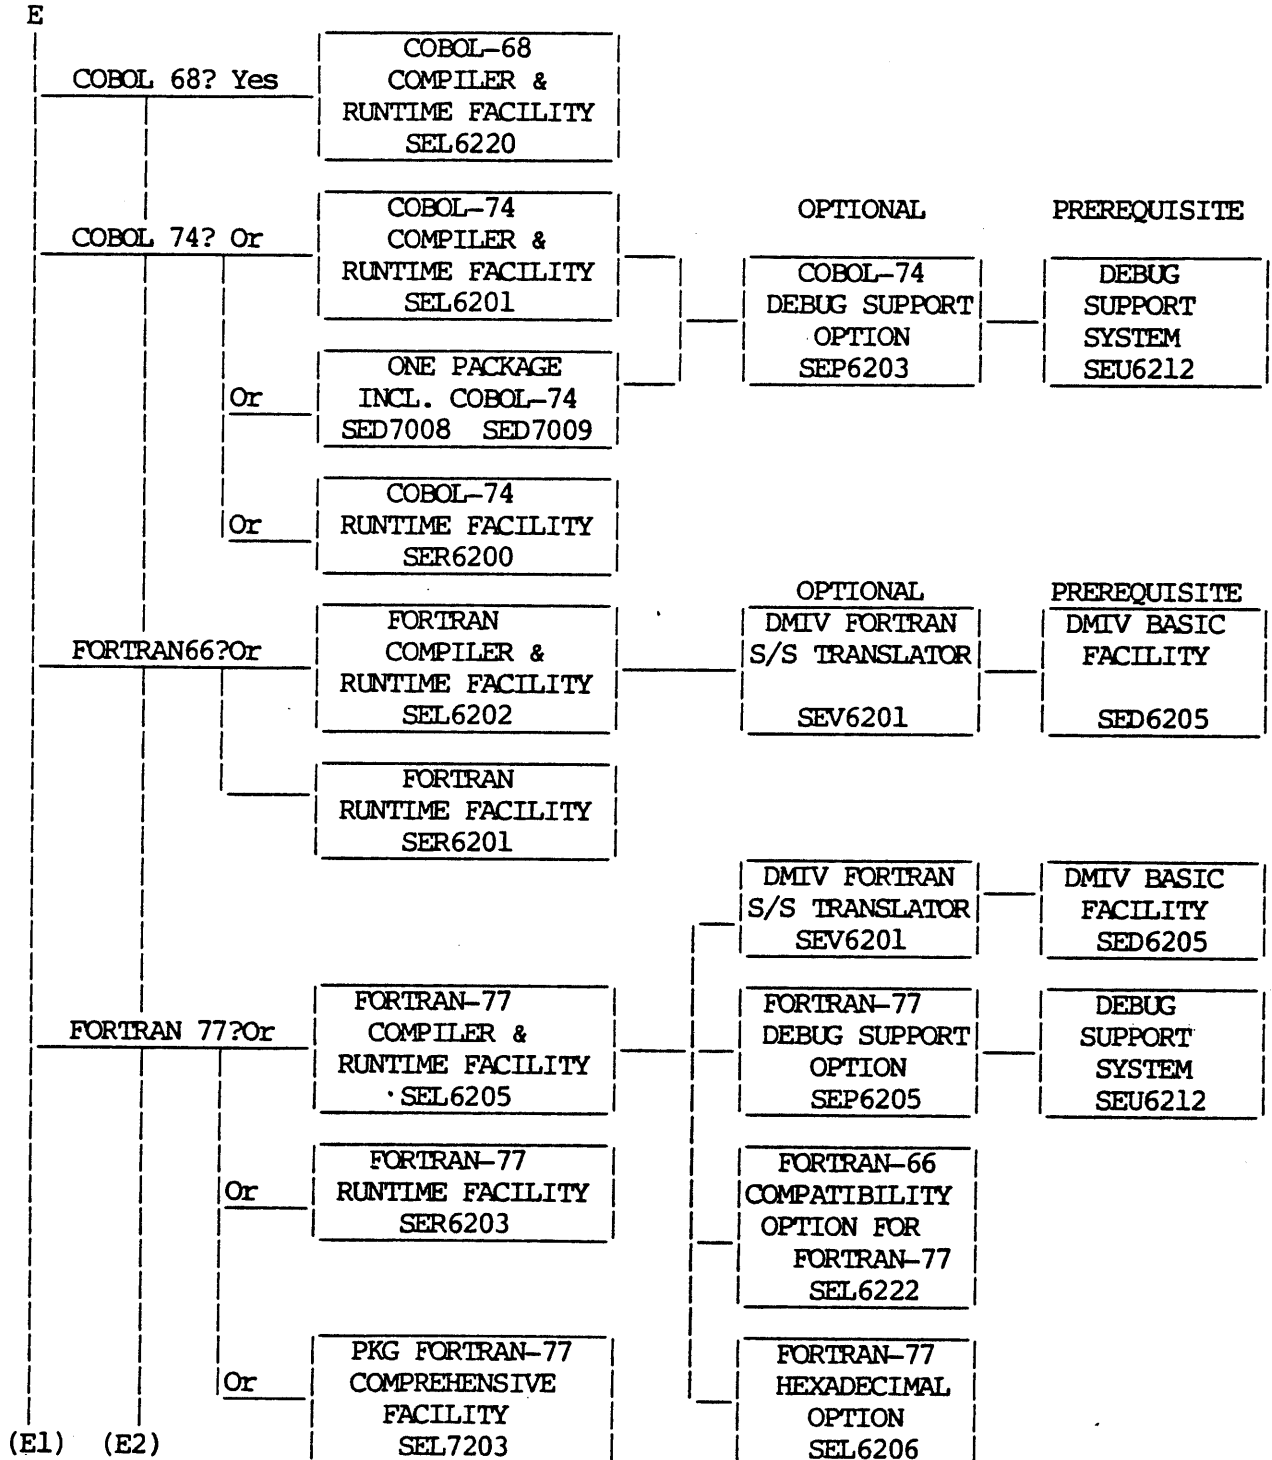 E
COBOL 68? Yes
COBOL-68
COMPILER &
RUNTIME FACILITY
SEL6220
COBOL 74? Or
COBOL-74
COMPILER &
RUNTIME FACILITY
SEL6201
OPTIONAL
COBOL-74
DEBUG SUPPORT
OPTION
SEP6203
PREREQUISITE
DEBUG
SUPPORT
SYSTEM
SEU6212
Or
ONE PACKAGE
INCL. COBOL-74
SED7008 SED7009
Or
COBOL-74
RUNTIME FACILITY
SER6200
FORTRAN66?Or
FORTRAN
COMPILER &
RUNTIME FACILITY
SEL6202
OPTIONAL
DMIV FORTRAN
S/S TRANSLATOR
SEV6201
PREREQUISITE
DMIV BASIC
FACILITY
SED6205
FORTRAN
RUNTIME FACILITY
SER6201
DMIV FORTRAN
S/S TRANSLATOR
SEV6201
DMIV BASIC
FACILITY
SED6205
FORTRAN 77?Or
FORTRAN-77
COMPILER &
RUNTIME FACILITY
SEL6205
FORTRAN-77
DEBUG SUPPORT
OPTION
SEP6205
DEBUG
SUPPORT
SYSTEM
SEU6212
Or
FORTRAN-77
RUNTIME FACILITY
SER6203
FORTRAN-66
COMPATIBILITY
OPTION FOR
FORTRAN-77
SEL6222
Or
PKG FORTRAN-77
COMPREHENSIVE
FACILITY
SEL7203
FORTRAN-77
HEXADECIMAL
OPTION
SEL6206
(E1) (E2)